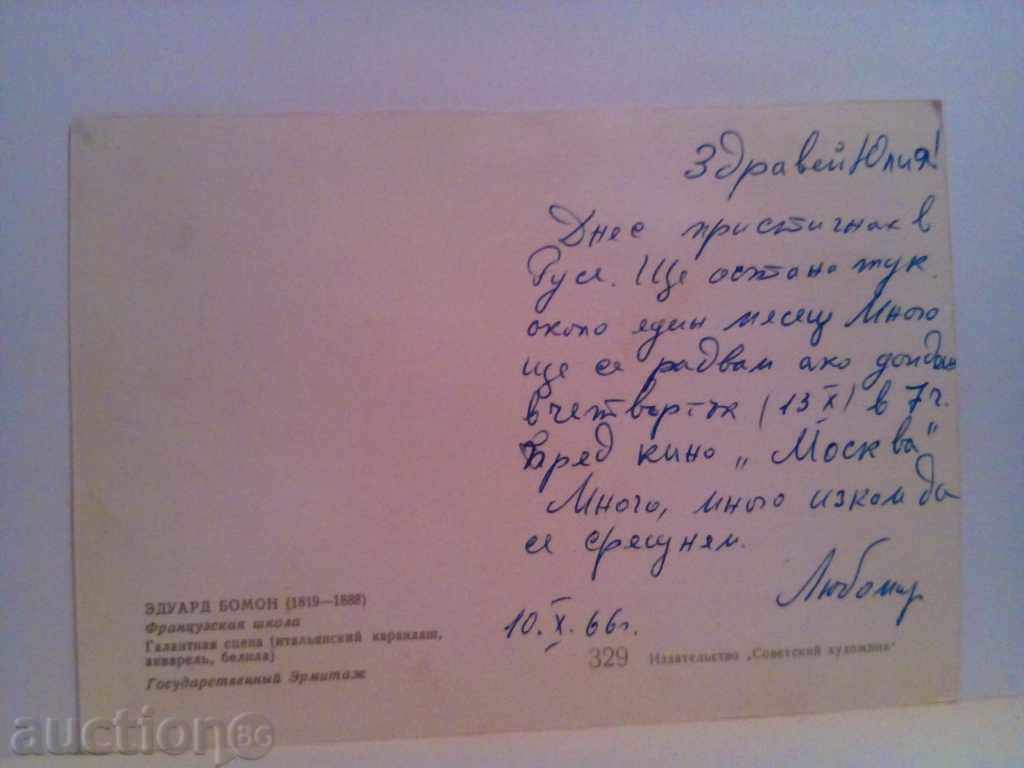 Здравей Юлия!
Днес пристигнах в
Русе. Ще остана тук
около един месец Много
ще се радвам ако дойдеш
в четвъртък (13 X) в 7 ч.
пред кино „Москва"
Много, много искам да
се срещнем.
Любомир
10. X. 66 г.
ЭДУАРД БОМОН (1819—1888)
Французская школа
Галантная сцена (итальянский карандаш,
акварель, белила)
Государственный Эрмитаж
329 Издательство „Советский художник"
auction BG